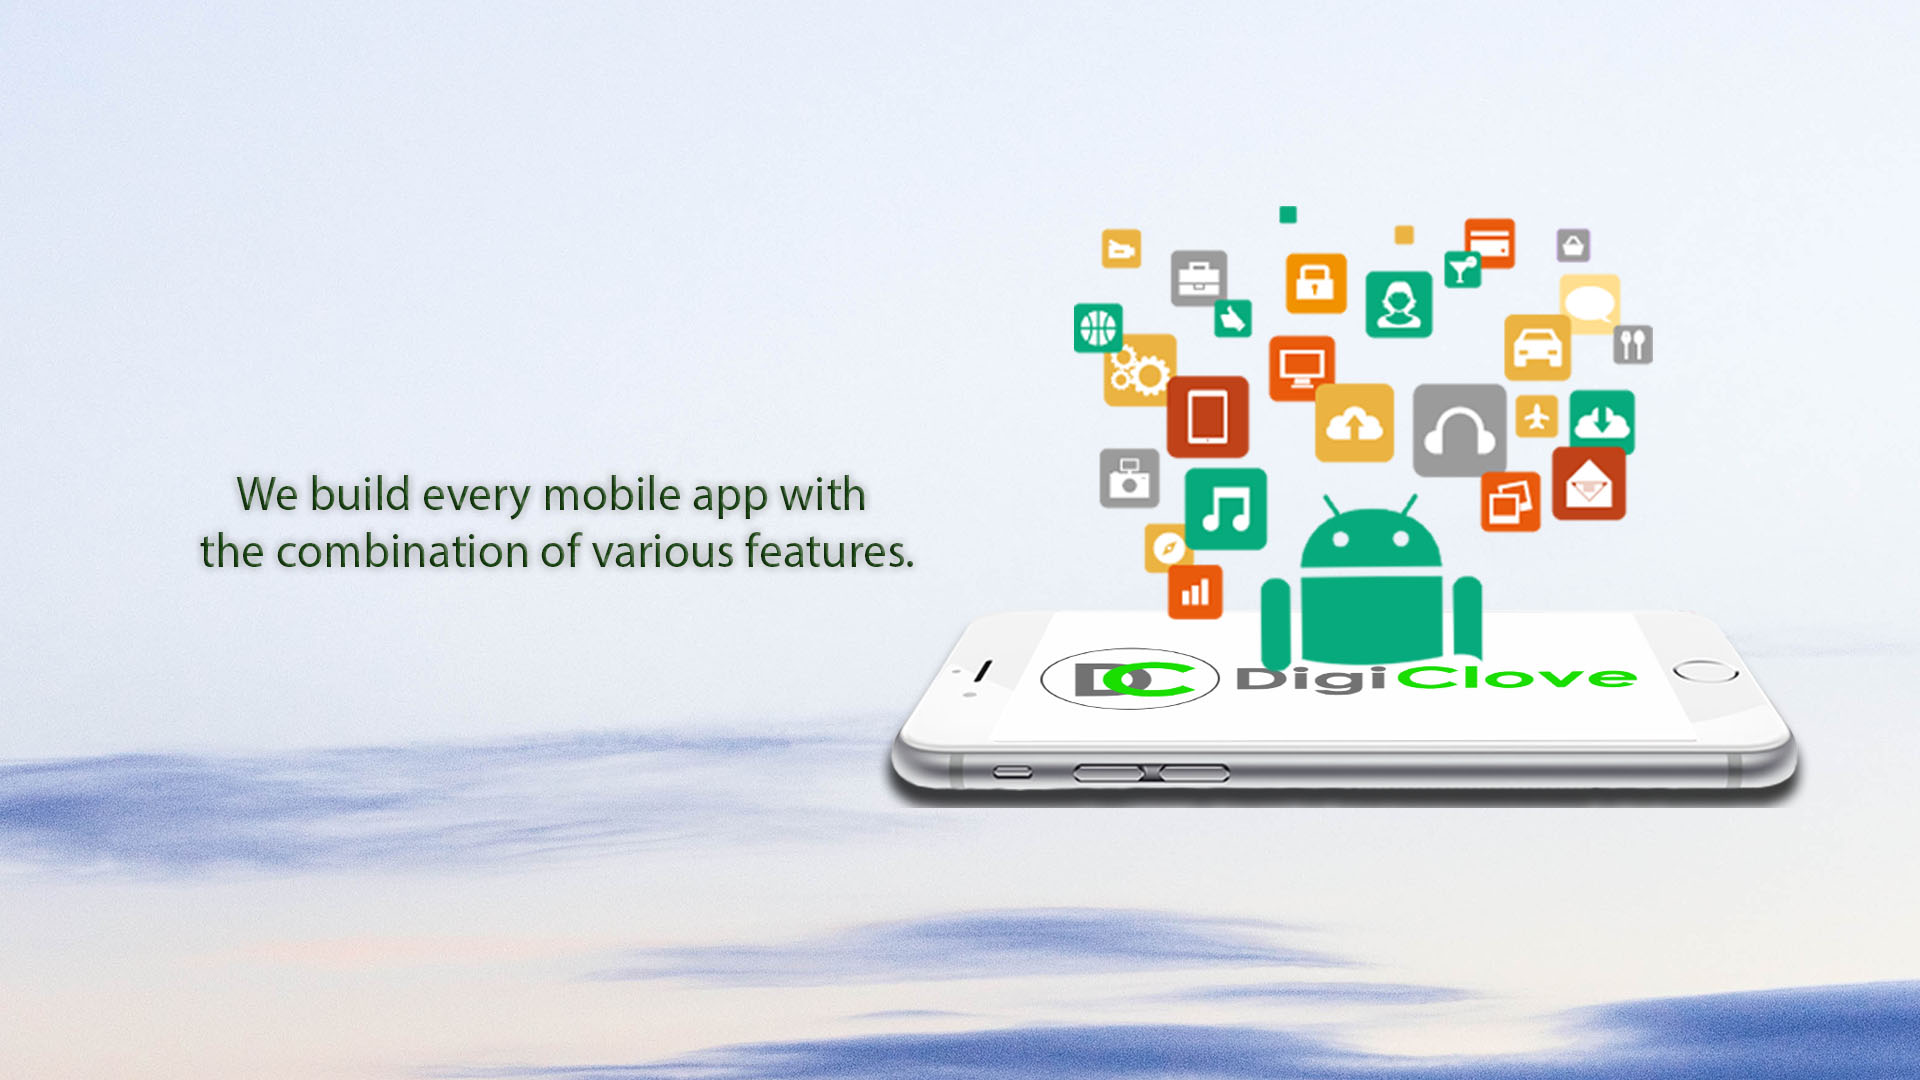 We build every mobile app with
the combination of various features.
DC DigiClove